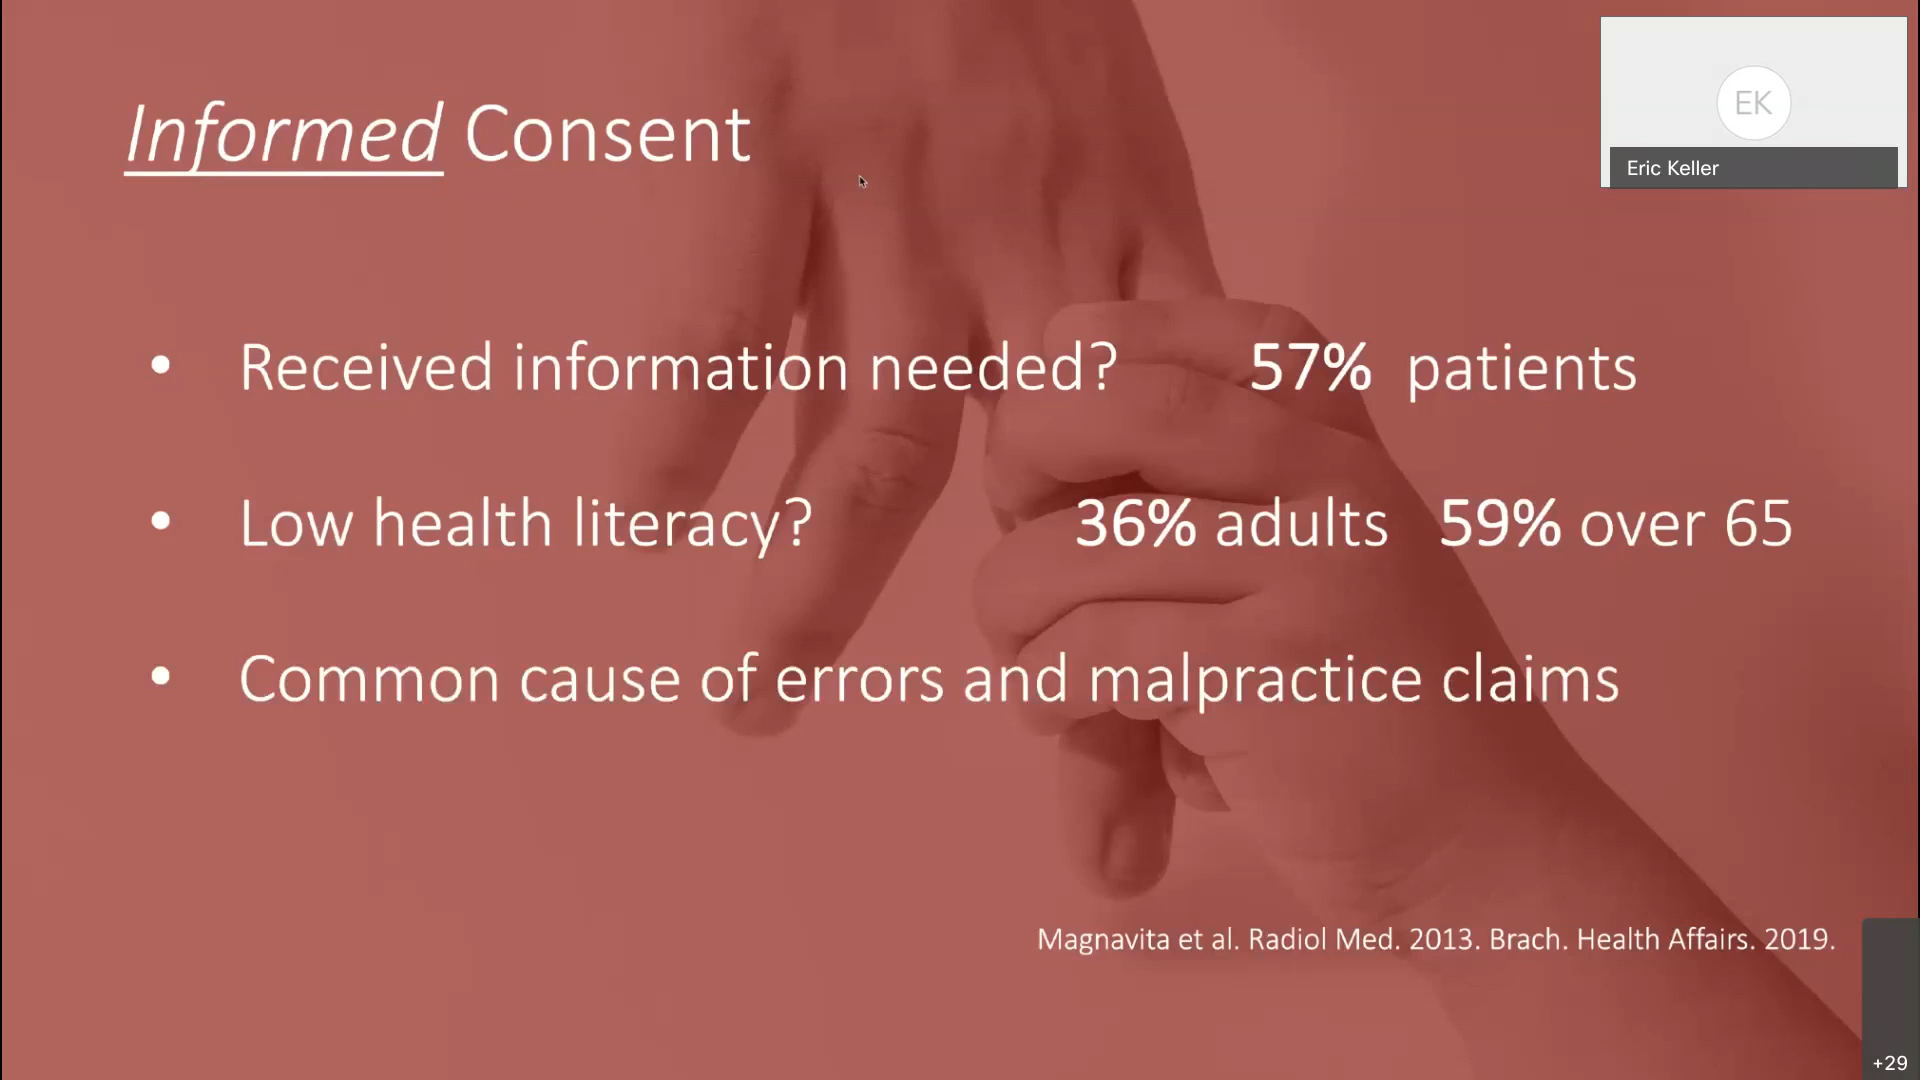 Informed Consent
EK
Eric Keller
• Received information needed? 57% patients
• Low health literacy? 36% adults 59% over 65
• Common cause of errors and malpractice claims
Magnavita et al. Radiol Med. 2013. Brach. Health Affairs. 2019.
+29